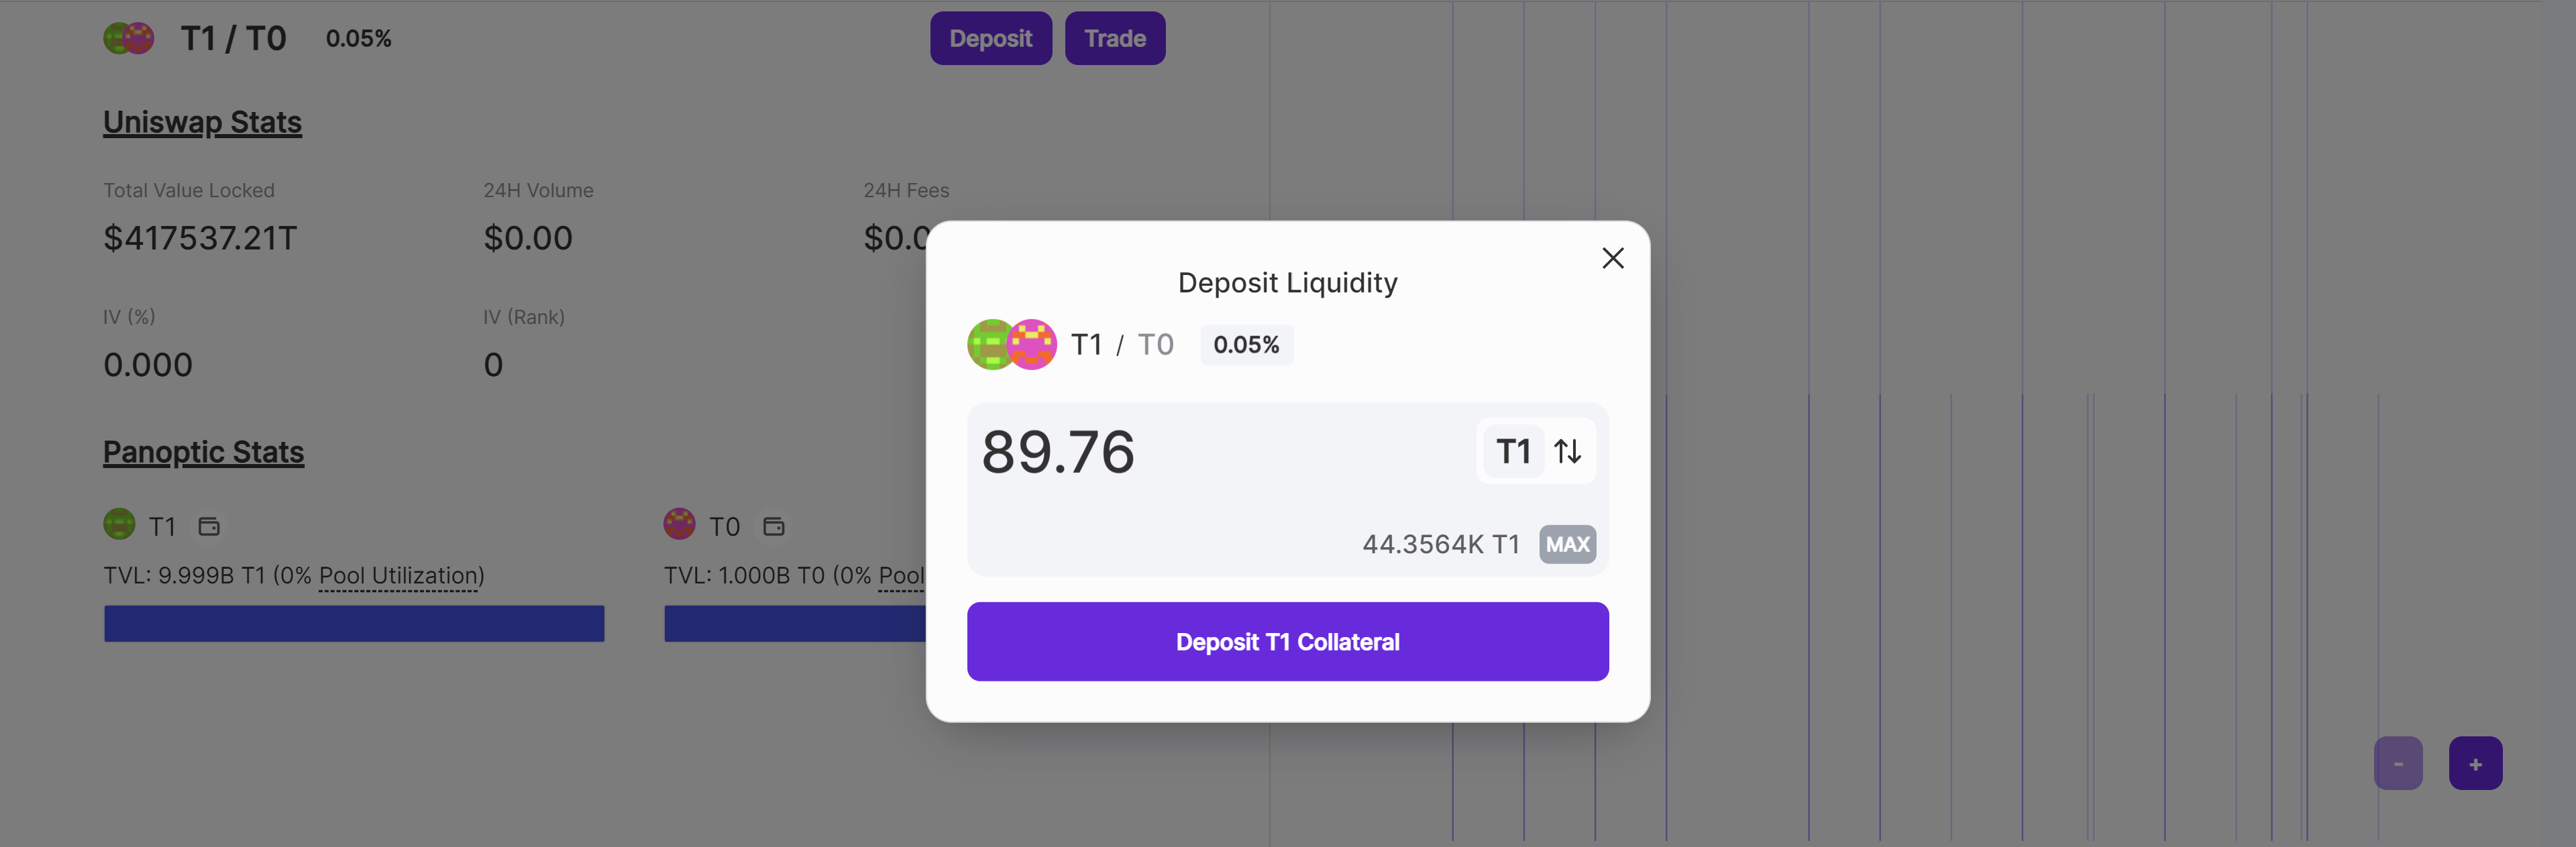 T1 / T0 0.05% Deposit Trade
Uniswap Stats
Total Value Locked 24H Volume 24H Fees
$417537.21T $0.00 $0.0
IV (%) IV (Rank)
0.000 0
Panoptic Stats
T1 T0
TVL: 9.999B T1 (0% Pool Utilization) TVL: 1.000B T0 (0% Pool
Deposit Liquidity
T1 / T0 0.05%
89.76 T1
44.3564K T1 MAX
Deposit T1 Collateral
- +